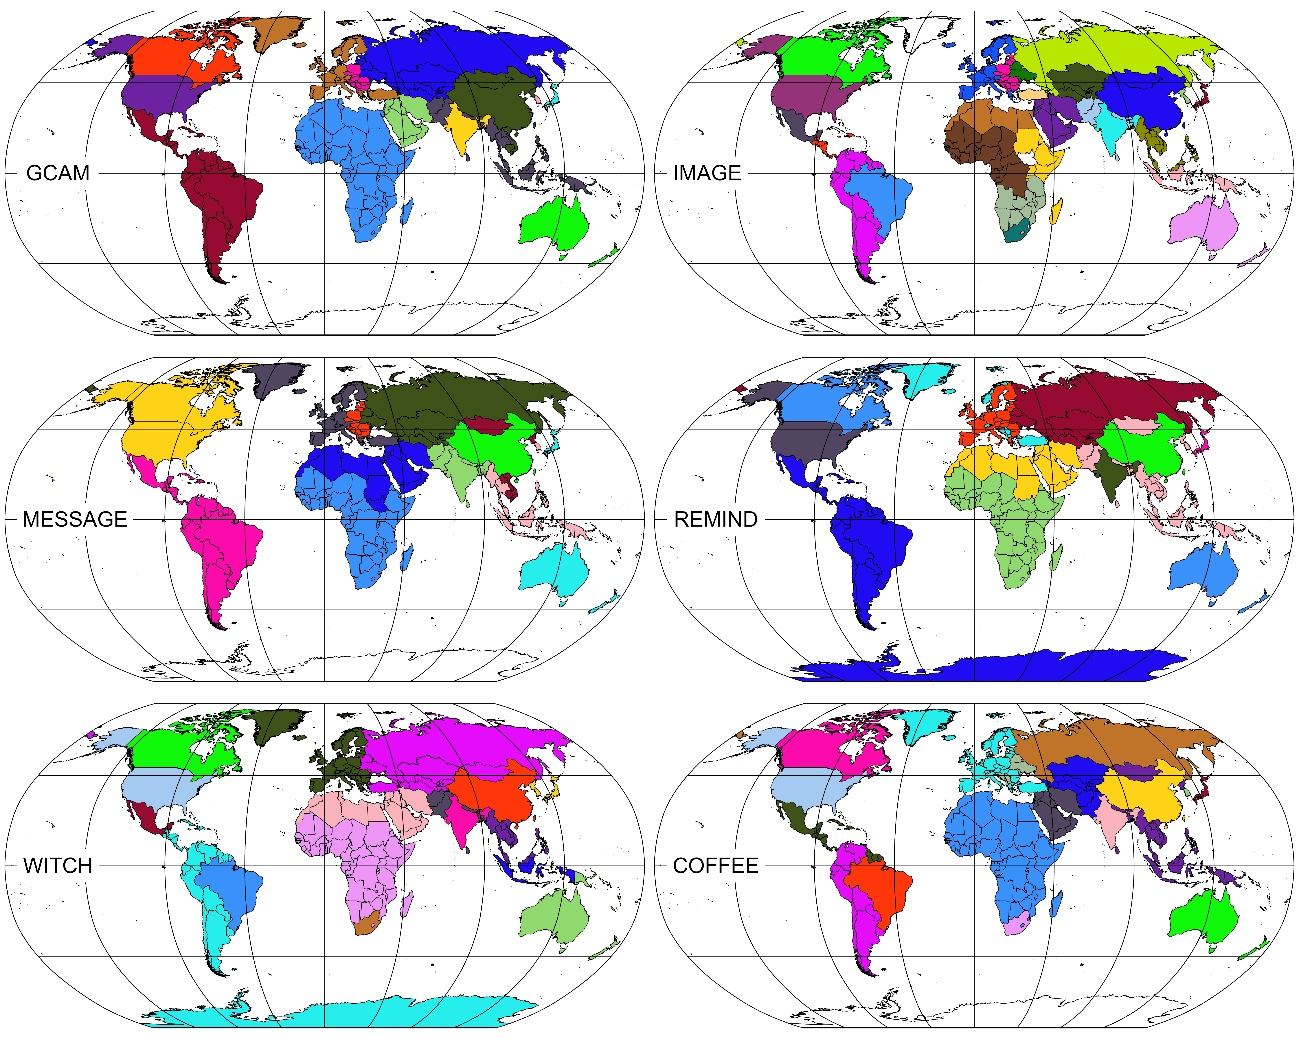 GCAM
IMAGE
MESSAGE
REMIND
WITCH
COFFEE